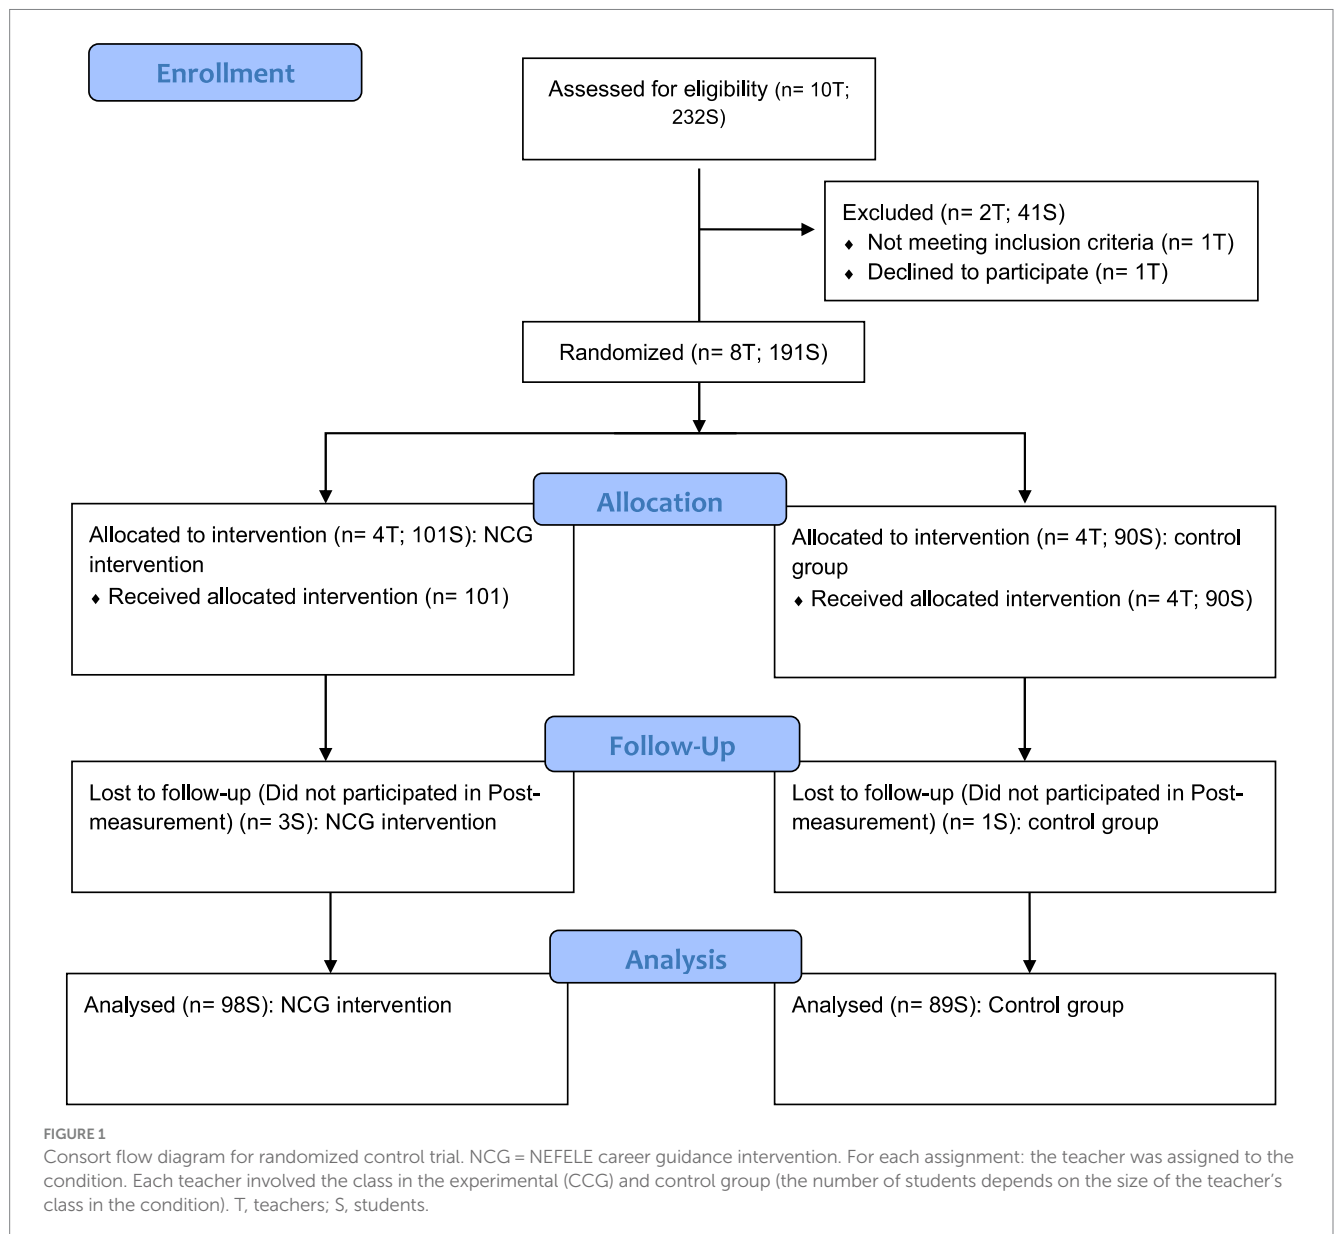 Enrollment
Assessed for eligibility (n= 10T;
232S)
Excluded (n= 2T; 41S)
♦ Not meeting inclusion criteria (n= 1T)
♦ Declined to participate (n= 1T)
Randomized (n= 8T; 191S)
Allocation
Allocated to intervention (n= 4T; 101S): NCG
intervention
♦ Received allocated intervention (n= 101)
Allocated to intervention (n= 4T; 90S): control
group
♦ Received allocated intervention (n= 4T; 90S)
Follow-Up
Lost to follow-up (Did not participated in Post-
measurement) (n= 3S): NCG intervention
Lost to follow-up (Did not participated in Post-
measurement) (n= 1S): control group
Analysis
Analysed (n= 98S): NCG intervention
Analysed (n= 89S): Control group
FIGURE 1
Consort flow diagram for randomized control trial. NCG = NEFELE career guidance intervention. For each assignment: the teacher was assigned to the
condition. Each teacher involved the class in the experimental (CCG) and control group (the number of students depends on the size of the teacher's
class in the condition). T, teachers; S, students.